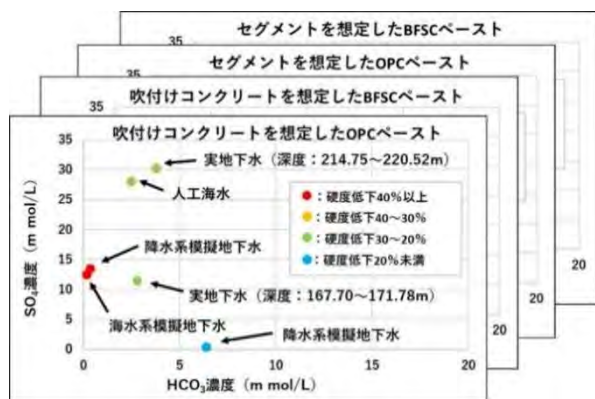 セグメントを想定したBFSCペースト
35
セグメントを想定したOPCペースト
35
吹付けコンクリートを想定したBFSCペースト
35
吹付けコンクリートを想定したOPCペースト
35
30
25
20
15
10
5
0
SO₄濃度（m mol/L）
実地下水（深度：214.75～220.52m）
人工海水
●：硬度低下40%以上
●：硬度低下40～30%
●：硬度低下30～20%
●：硬度低下20%未満
降水系模擬地下水
実地下水（深度：167.70～171.78m）
海水系模擬地下水
降水系模擬地下水
0
5
10
15
20
HCO₃濃度（m mol/L）
20
20
20